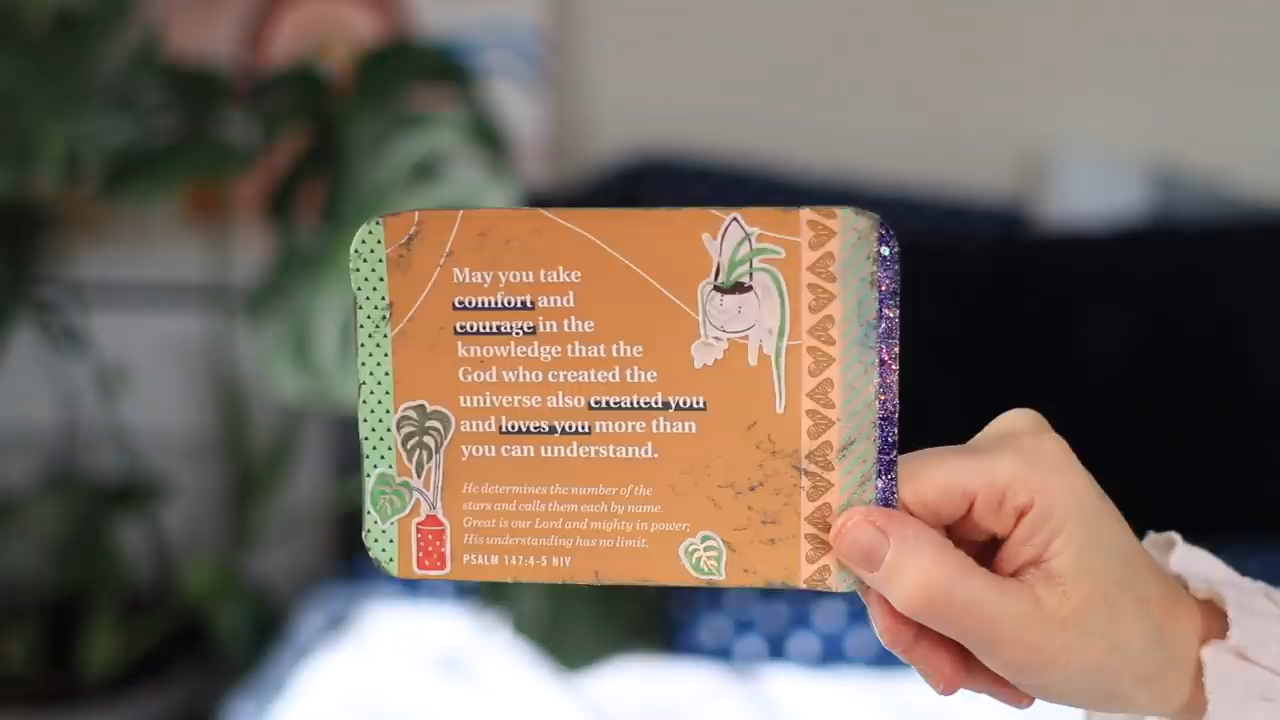 May you take
comfort and
courage in the
knowledge that the
God who created the
universe also created you
and loves you more than
you can understand.
He determines the number of the
stars and calls them each by name.
Great is our Lord and mighty in power;
His understanding has no limit.
PSALM 147:4-5 NIV